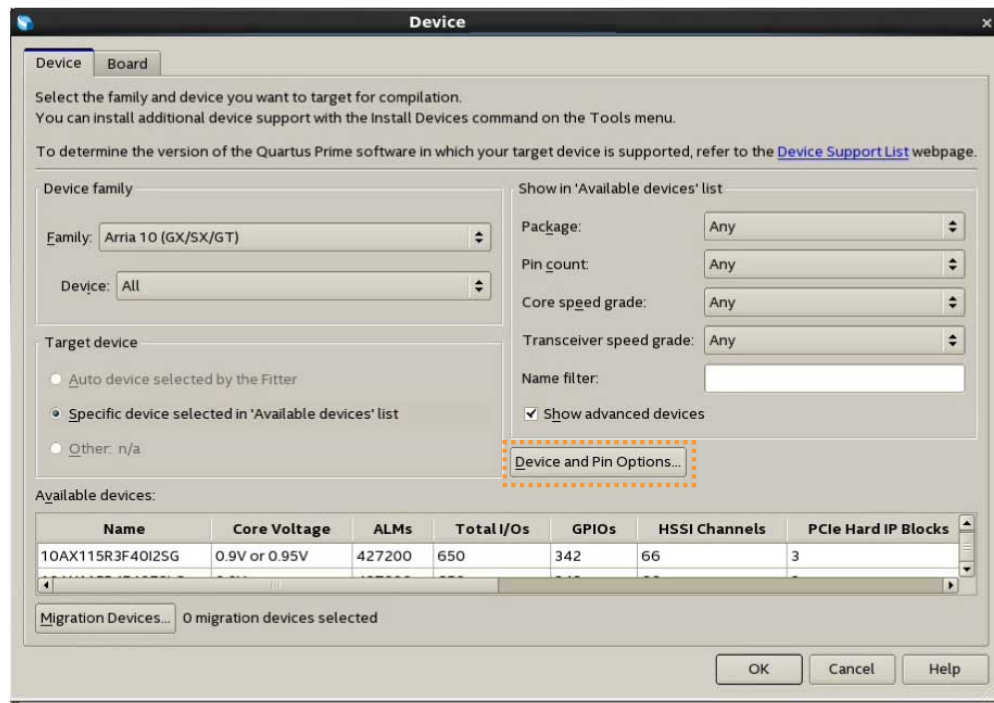 Device
Device Board
Select the family and device you want to target for compilation.
You can install additional device support with the Install Devices command on the Tools menu.
To determine the version of the Quartus Prime software in which your target device is supported, refer to the Device Support List webpage.
Device family
Family: Arria 10 (GX/SX/GT)
Device: All
Show in 'Available devices' list
Package: Any
Pin count: Any
Core speed grade: Any
Transceiver speed grade: Any
Name filter:
Show advanced devices
Target device
Auto device selected by the Fitter
Specific device selected in 'Available devices' list
Other: n/a
Device and Pin Options...
Available devices:
Name Core Voltage ALMs Total I/Os GPIOs HSSI Channels PCIe Hard IP Blocks
10AX115R3F40I2SG 0.9V or 0.95V 427200 650 342 66 3
Migration Devices... 0 migration devices selected
OK Cancel Help